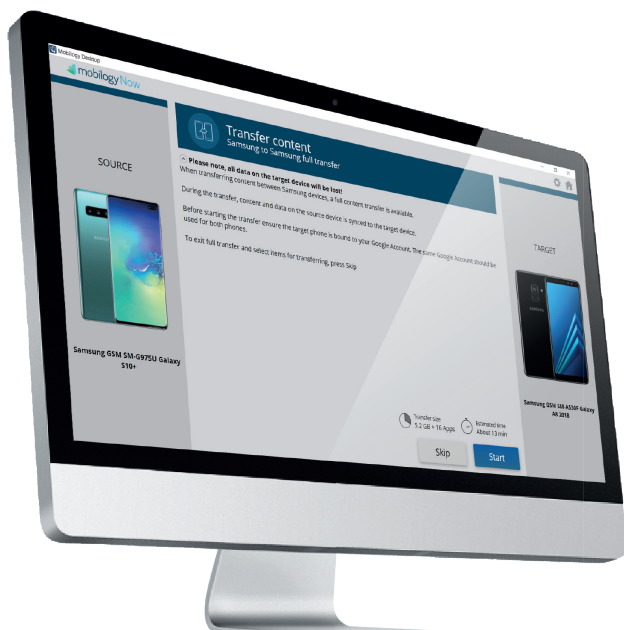 Mobilogy Desktop
mobilogy Now
Transfer content
Samsung to Samsung full transfer
SOURCE
Please note, all data on the target device will be lost!
When transferring content between Samsung devices, a full content transfer is available.
During the transfer, content and data on the source device is synced to the target device.
Before starting the transfer ensure the target phone is bound to your Google Account. The same Google Account should be
used for both phones.
To exit full transfer and select items for transferring, press Skip
TARGET
SAMSUNG
Samsung GSM SM-G975U Galaxy
S10+
Samsung GSM SM-A530F Galaxy
A8 2018
Transfer size
5.2 GB + 16 Apps
Estimated time
About 13 min
Skip
Start